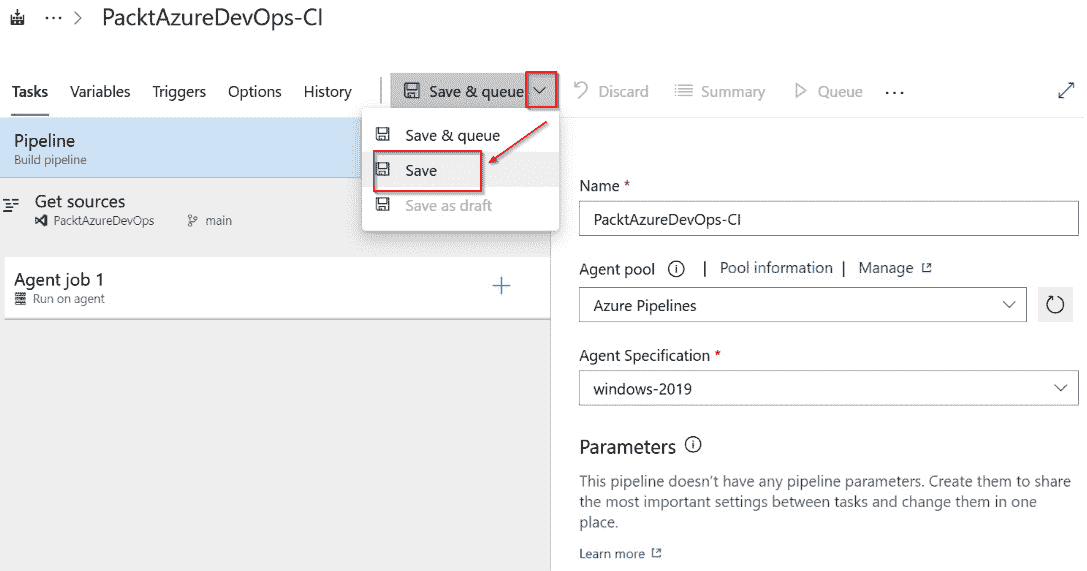 ... > PacktAzureDevOps-CI
Tasks Variables Triggers Options History | Save & queue Discard Summary Queue ...
Save & queue
Save
Save as draft
Pipeline
Build pipeline
Get sources
PacktAzureDevOps main
Agent job 1
Run on agent
Name *
PacktAzureDevOps-CI
Agent pool | Pool information | Manage
Azure Pipelines
Agent Specification *
windows-2019
Parameters
This pipeline doesn't have any pipeline parameters. Create them to share
the most important settings between tasks and change them in one
place.
Learn more